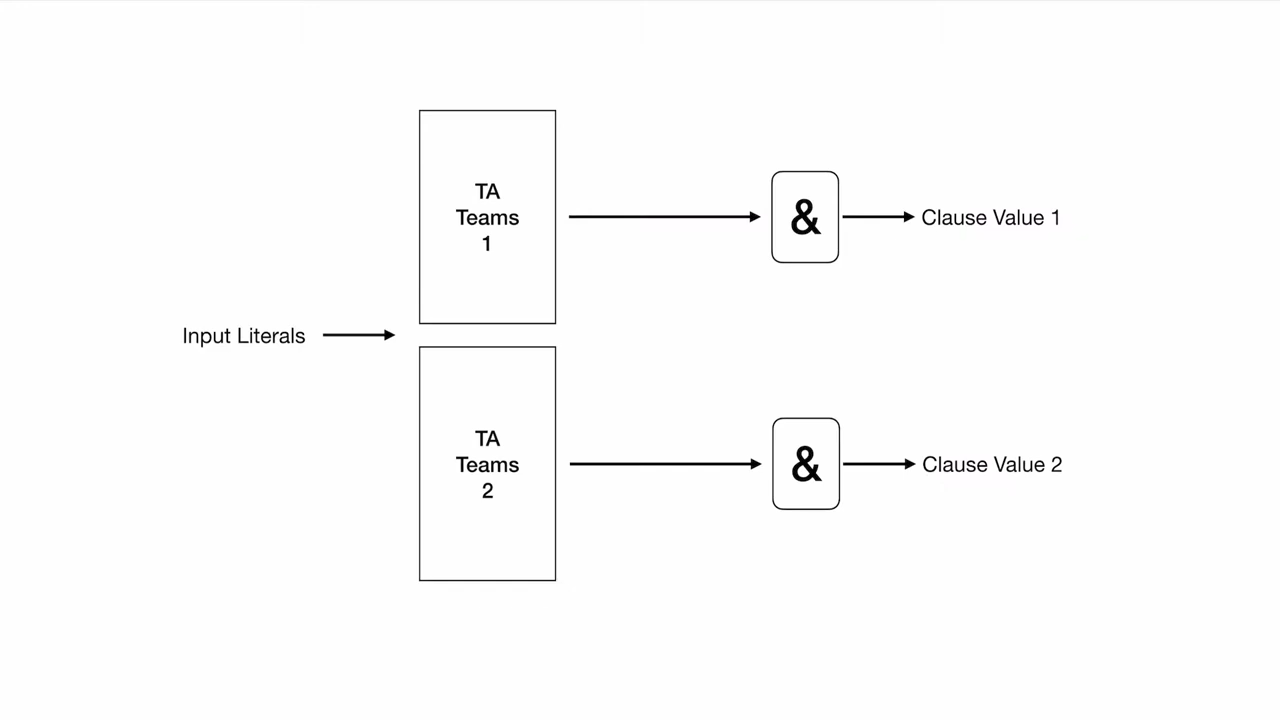 TA
Teams
1
&
Clause Value 1
Input Literals
TA
Teams
2
&
Clause Value 2